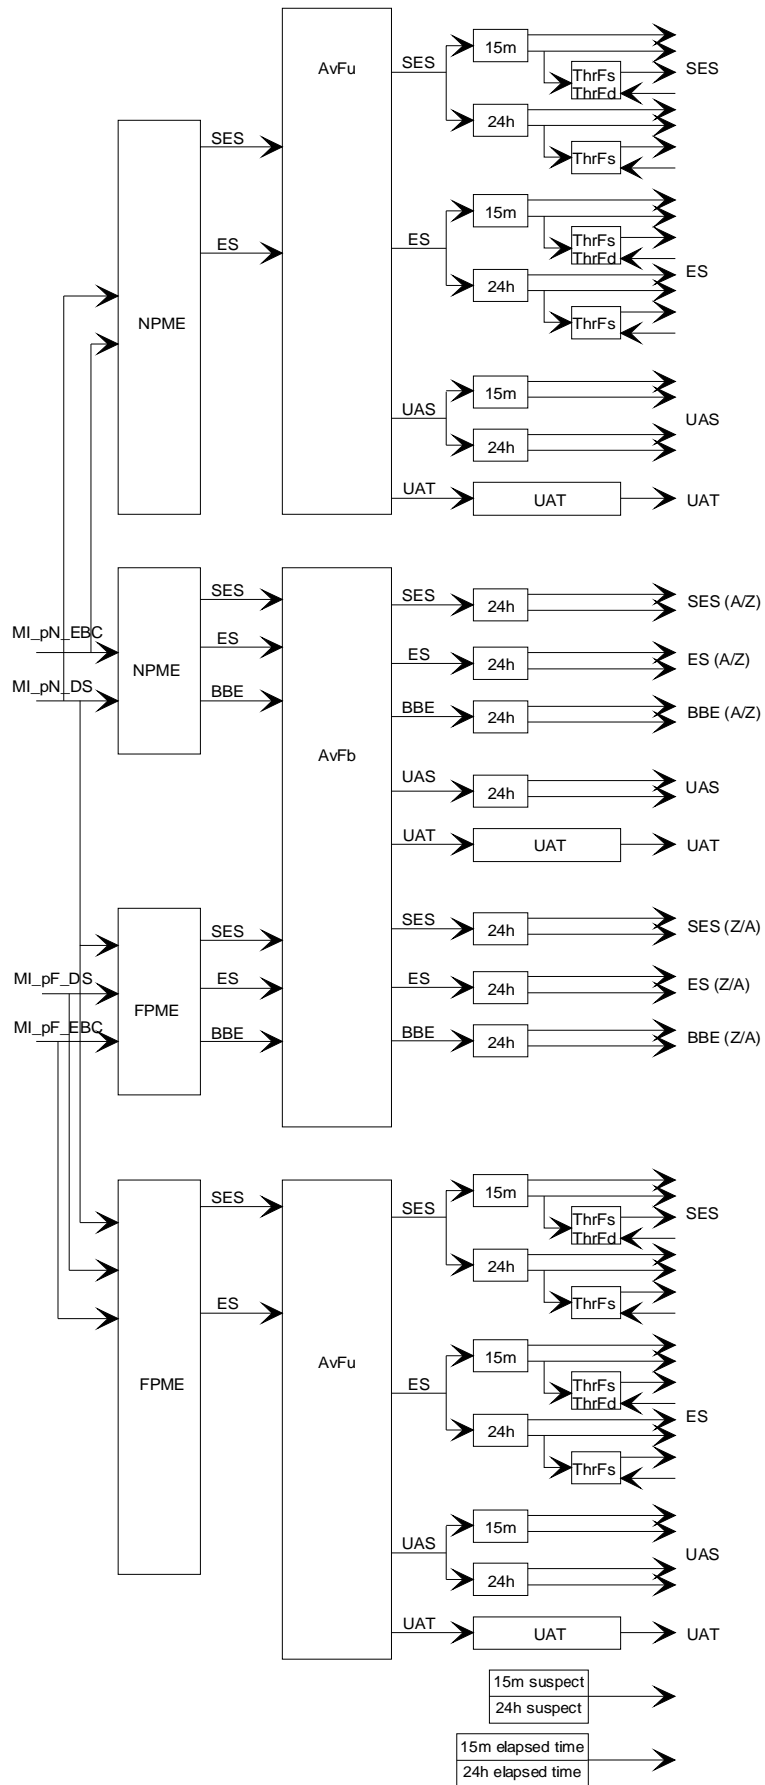 AvFu
SES
15m
SES
ThrFs
ThrFd
24h
SES
ThrFs
15m
ES
ThrFs
ThrFd
ES
ES
24h
NPME
ThrFs
15m
UAS
UAS
24h
UAT
UAT
UAT
SES
SES
24h
SES (A/Z)
MI_pN_EBC
ES
ES
24h
ES (A/Z)
NPME
MI_pN_DS
BBE
BBE
24h
BBE (A/Z)
AvFb
UAS
24h
UAS
UAT
UAT
UAT
SES
SES
24h
SES (Z/A)
MI_pF_DS
ES
ES
24h
ES (Z/A)
FPME
MI_pF_EBC
BBE
BBE
24h
BBE (Z/A)
SES
15m
SES
ThrFs
ThrFd
SES
24h
ThrFs
ES
15m
AvFu
FPME
ES
ThrFs
ThrFd
ES
24h
ThrFs
15m
UAS
UAS
24h
UAT
UAT
UAT
15m suspect
24h suspect
15m elapsed time
24h elapsed time